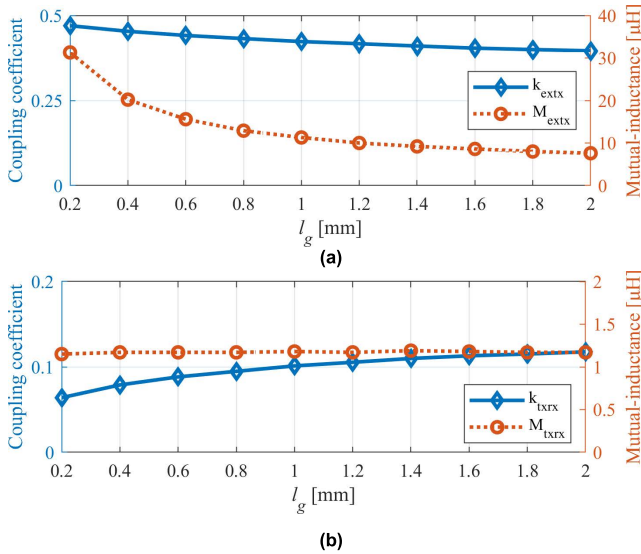 Coupling coefficient
0.5
0.25
0
40
30
20
10
0
Mutual-inductance [μH]
k_extx
M_extx
0.2 0.4 0.6 0.8 1 1.2 1.4 1.6 1.8 2
l_g [mm]
(a)
Coupling coefficient
0.2
0.1
0
2
1.5
1
0.5
0
Mutual-inductance [μH]
k_txrx
M_txrx
0.2 0.4 0.6 0.8 1 1.2 1.4 1.6 1.8 2
l_g [mm]
(b)